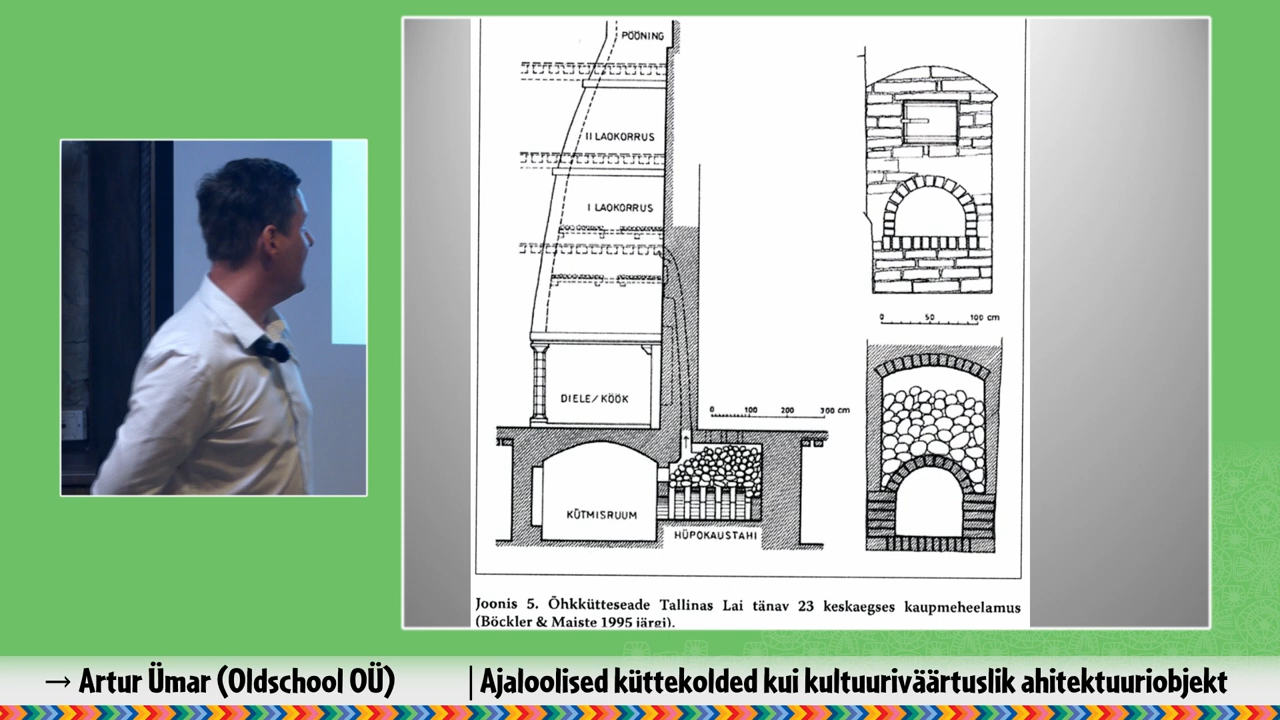 PÖÖNING
II LAOKORRUS
I LAOKORRUS
DIELE/KÖÖK
0 100 200 300 cm
KÜTMISRUUM
HÜPOKAUSTAHI
0 50 100 cm
Joonis 5. Õhkkütteseade Tallinas Lai tänav 23 keskaegses kaupmeheelamus
(Böckler & Maiste 1995 järgi).
→ Artur Ümar (Oldschool OÜ) | Ajaloolised küttekolded kui kultuuriväärtuslik ahitektuuriobjekt